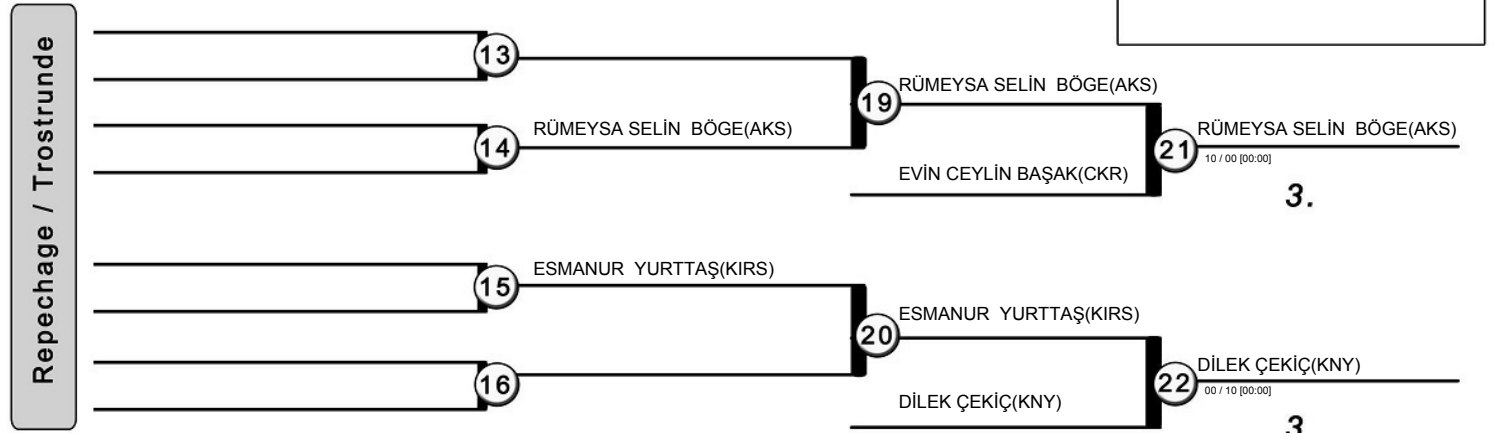 Repechage / Trostrunde
13
RÜMEYSA SELİN BÖGE(AKS)
19
RÜMEYSA SELİN BÖGE(AKS)
14
RÜMEYSA SELİN BÖGE(AKS)
21
10 / 00 [00:00]
EVİN CEYLİN BAŞAK(CKR)
3.
15
ESMANUR YURTTAŞ(KIRS)
ESMANUR YURTTAŞ(KIRS)
20
16
DİLEK ÇEKİÇ(KNY)
22
00 / 10 [00:00]
DİLEK ÇEKİÇ(KNY)
3